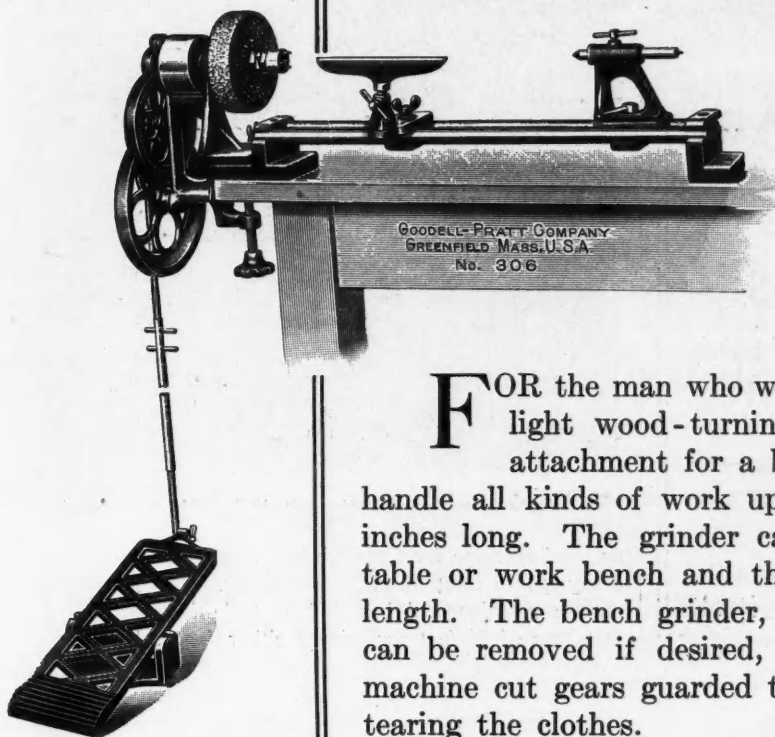 GOODELL-PRATT COMPANY
GREENFIELD MASS. U.S.A.
No. 306
FOR the man who w
light wood-turnin
attachment for a b
handle all kinds of work up
inches long. The grinder ca
table or work bench and th
length. The bench grinder,
can be removed if desired,
machine cut gears guarded t
tearing the clothes.